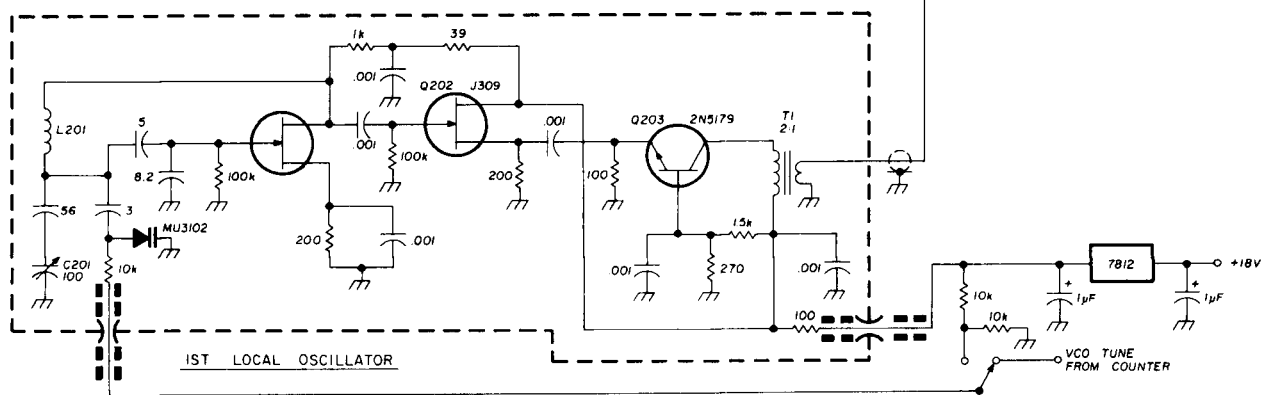 1k
39
.001
Q202
J309
L201
5
.001
.001
Q203
2N5179
T1
2:1
8.2
100k
100k
200
100
56
3
MU3102
200
.001
1.5k
C201
100
10k
.001
270
.001
7812
+18V
10k
1µF
1µF
+
+
100
10k
1ST LOCAL OSCILLATOR
VCO TUNE
FROM COUNTER